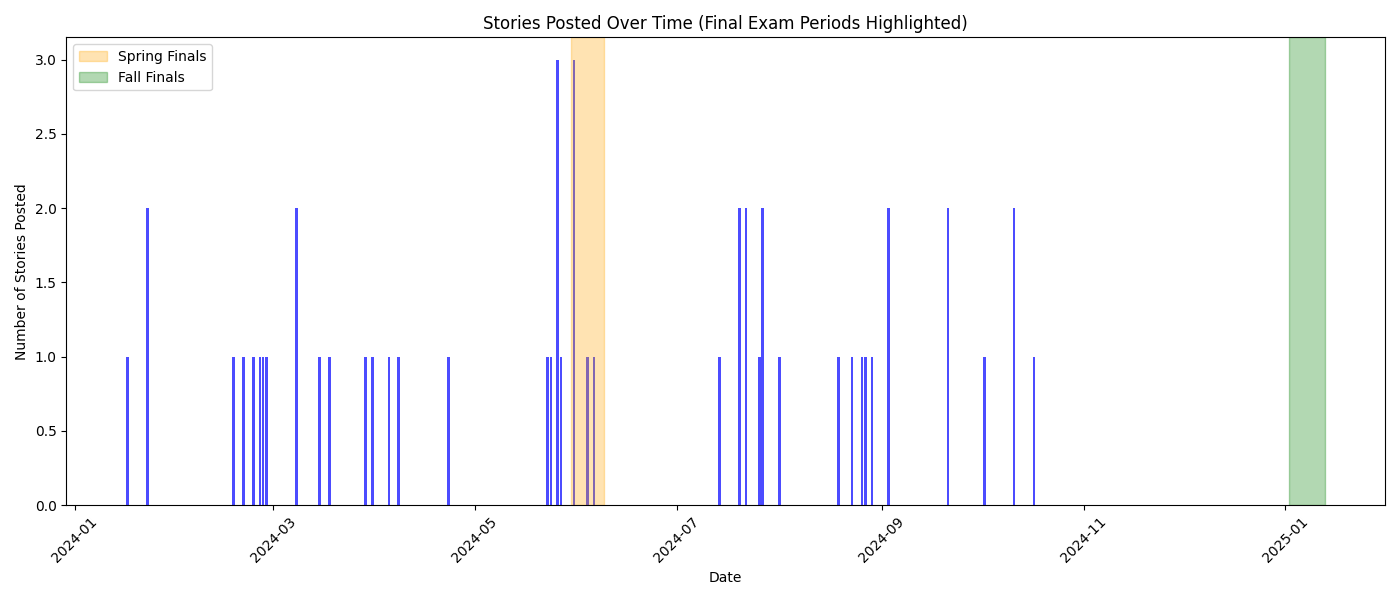 Stories Posted Over Time (Final Exam Periods Highlighted)
Spring Finals
Fall Finals
Number of Stories Posted
3.0
2.5
2.0
1.5
1.0
0.5
0.0
2024-01
2024-03
2024-05
2024-07
2024-09
2024-11
2025-01
Date